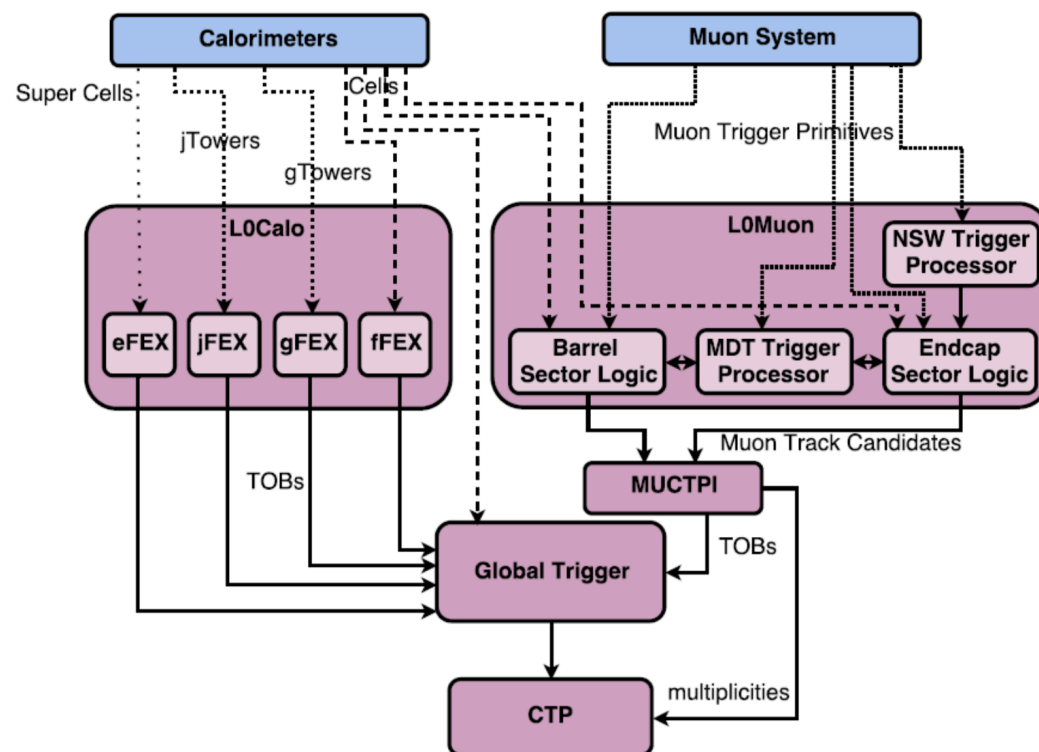 Calorimeters
Muon System
Super Cells
Cells
jTowers
gTowers
Muon Trigger Primitives
L0Calo
L0Muon
NSW Trigger
Processor
eFEX
jFEX
gFEX
fFEX
Barrel
Sector Logic
MDT Trigger
Processor
Endcap
Sector Logic
Muon Track Candidates
TOBs
MUCTPI
TOBs
Global Trigger
multiplicities
CTP